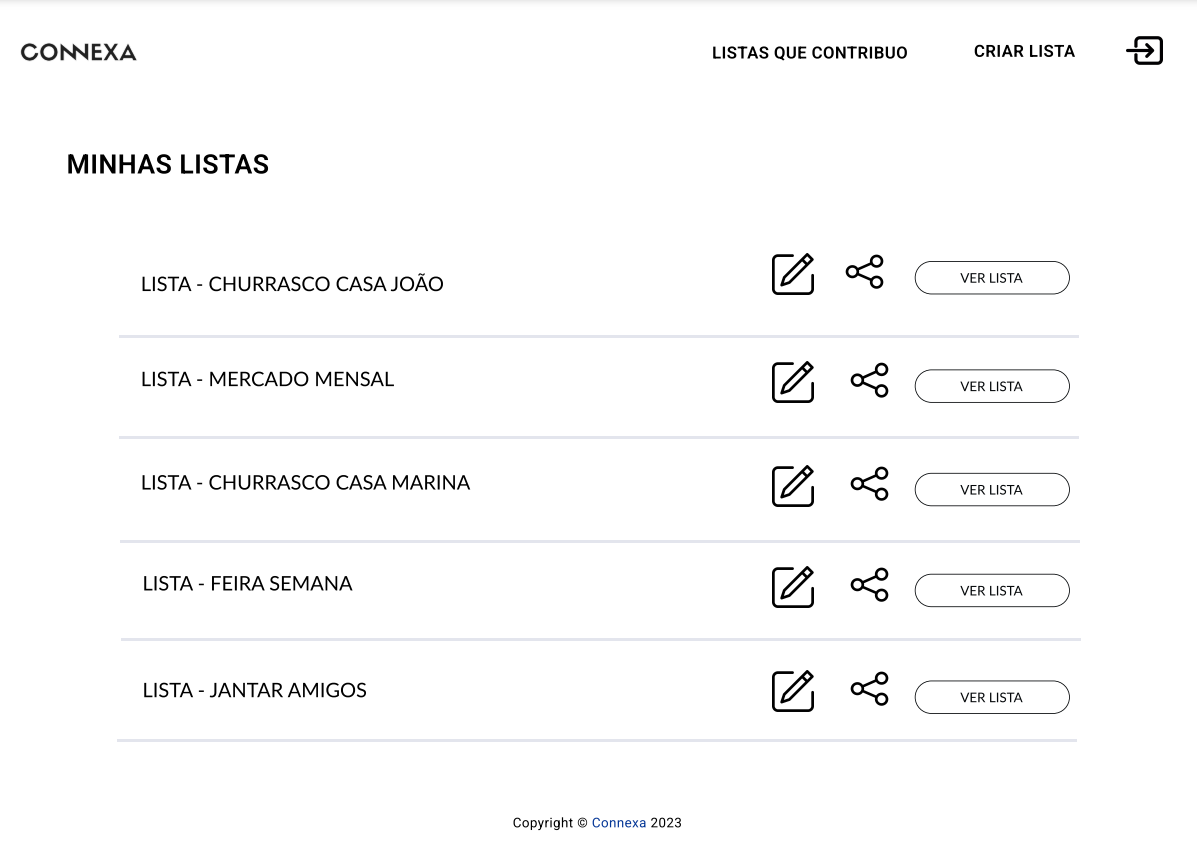 CONNEXA
LISTAS QUE CONTRIBUO
CRIAR LISTA
MINHAS LISTAS
LISTA - CHURRASCO CASA JOÃO
VER LISTA
LISTA - MERCADO MENSAL
VER LISTA
LISTA - CHURRASCO CASA MARINA
VER LISTA
LISTA - FEIRA SEMANA
VER LISTA
LISTA - JANTAR AMIGOS
VER LISTA
Copyright © Connexa 2023